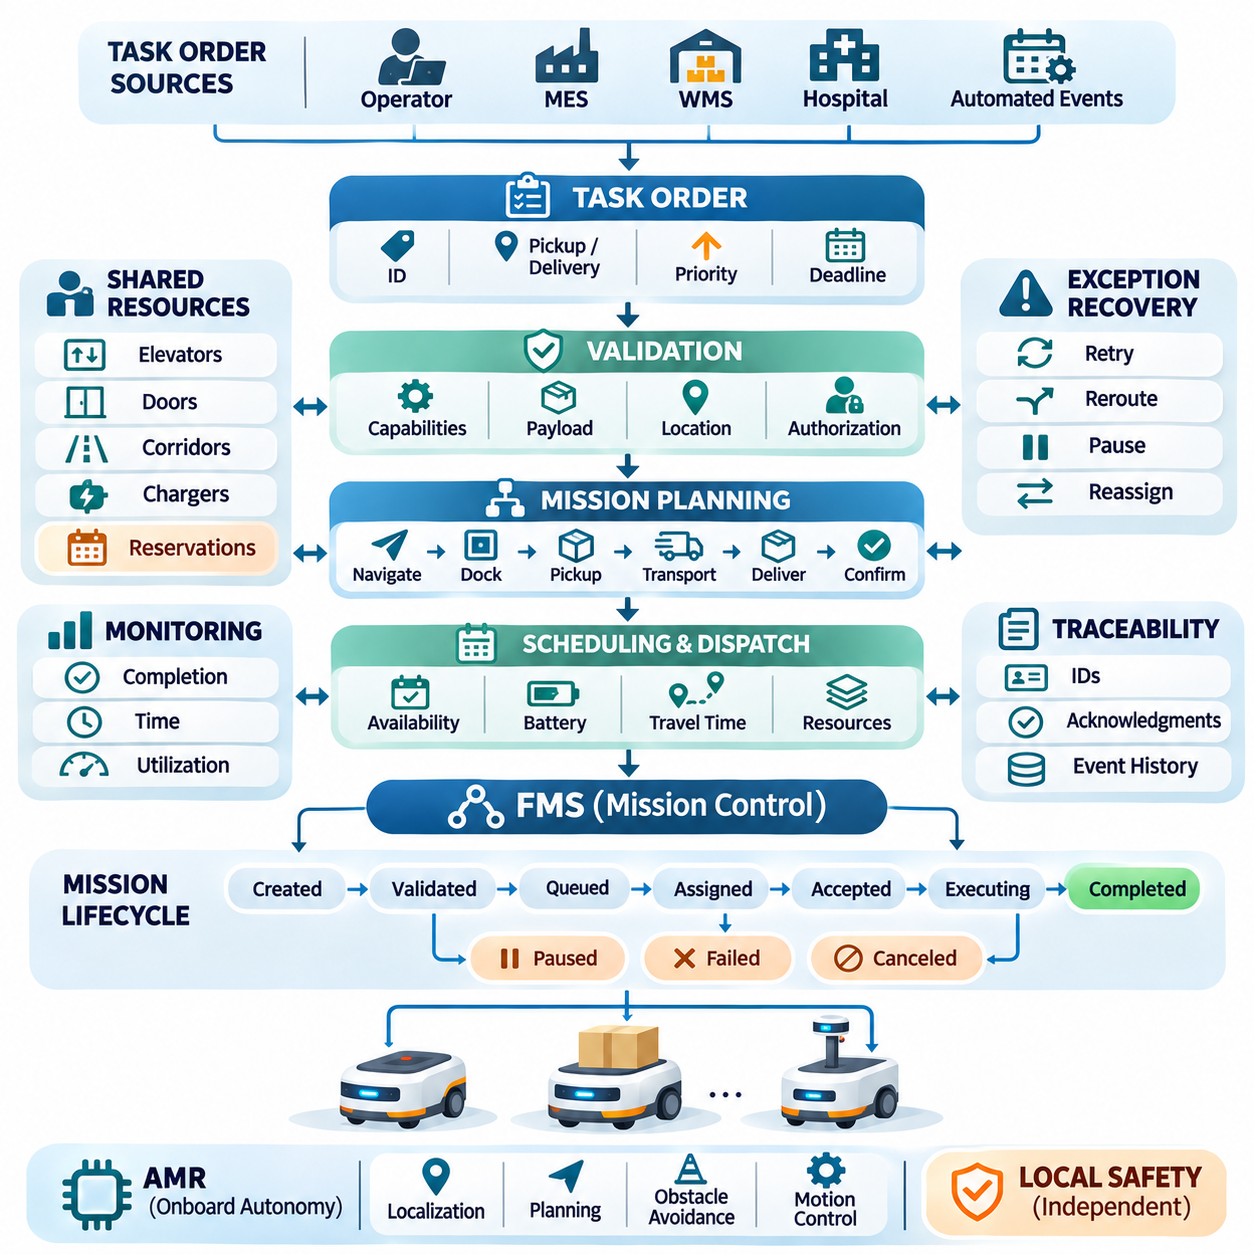 TASK ORDER
SOURCES
Operator
MES
WMS
Hospital
Automated Events
TASK ORDER
ID
Pickup /
Delivery
Priority
Deadline
SHARED
RESOURCES
Elevators
Doors
Corridors
Chargers
Reservations
VALIDATION
Capabilities
Payload
Location
Authorization
EXCEPTION
RECOVERY
Retry
Reroute
Pause
Reassign
MISSION PLANNING
Navigate
Dock
Pickup
Transport
Deliver
Confirm
MONITORING
Completion
Time
Utilization
SCHEDULING & DISPATCH
Availability
Battery
Travel Time
Resources
TRACEABILITY
IDs
Acknowledgments
Event History
FMS (Mission Control)
MISSION
LIFECYCLE
Created
Validated
Queued
Assigned
Accepted
Executing
Completed
Paused
Failed
Canceled
...
AMR
(Onboard Autonomy)
Localization
Planning
Obstacle
Avoidance
Motion
Control
LOCAL SAFETY
(Independent)